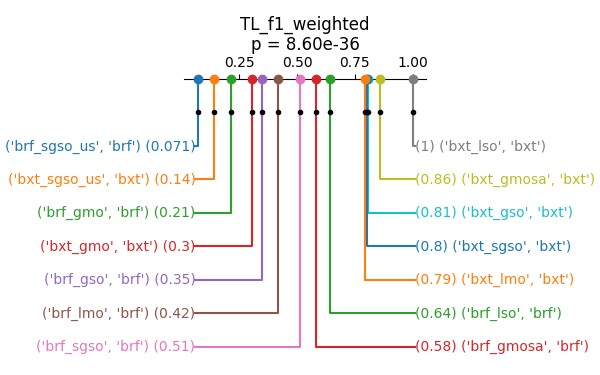 TL_f1_weighted
p = 8.60e-36
0.25 0.50 0.75 1.00
('brf_sgso_us', 'brf') (0.071) (1) ('bxt_lso', 'bxt')
('bxt_sgso_us', 'bxt') (0.14) (0.86) ('bxt_gmosa', 'bxt')
('brf_gmo', 'brf') (0.21) (0.81) ('bxt_gso', 'bxt')
('bxt_gmo', 'bxt') (0.3) (0.8) ('bxt_sgso', 'bxt')
('brf_gso', 'brf') (0.35) (0.79) ('bxt_lmo', 'bxt')
('brf_lmo', 'brf') (0.42) (0.64) ('brf_lso', 'brf')
('brf_sgso', 'brf') (0.51) (0.58) ('brf_gmosa', 'brf')